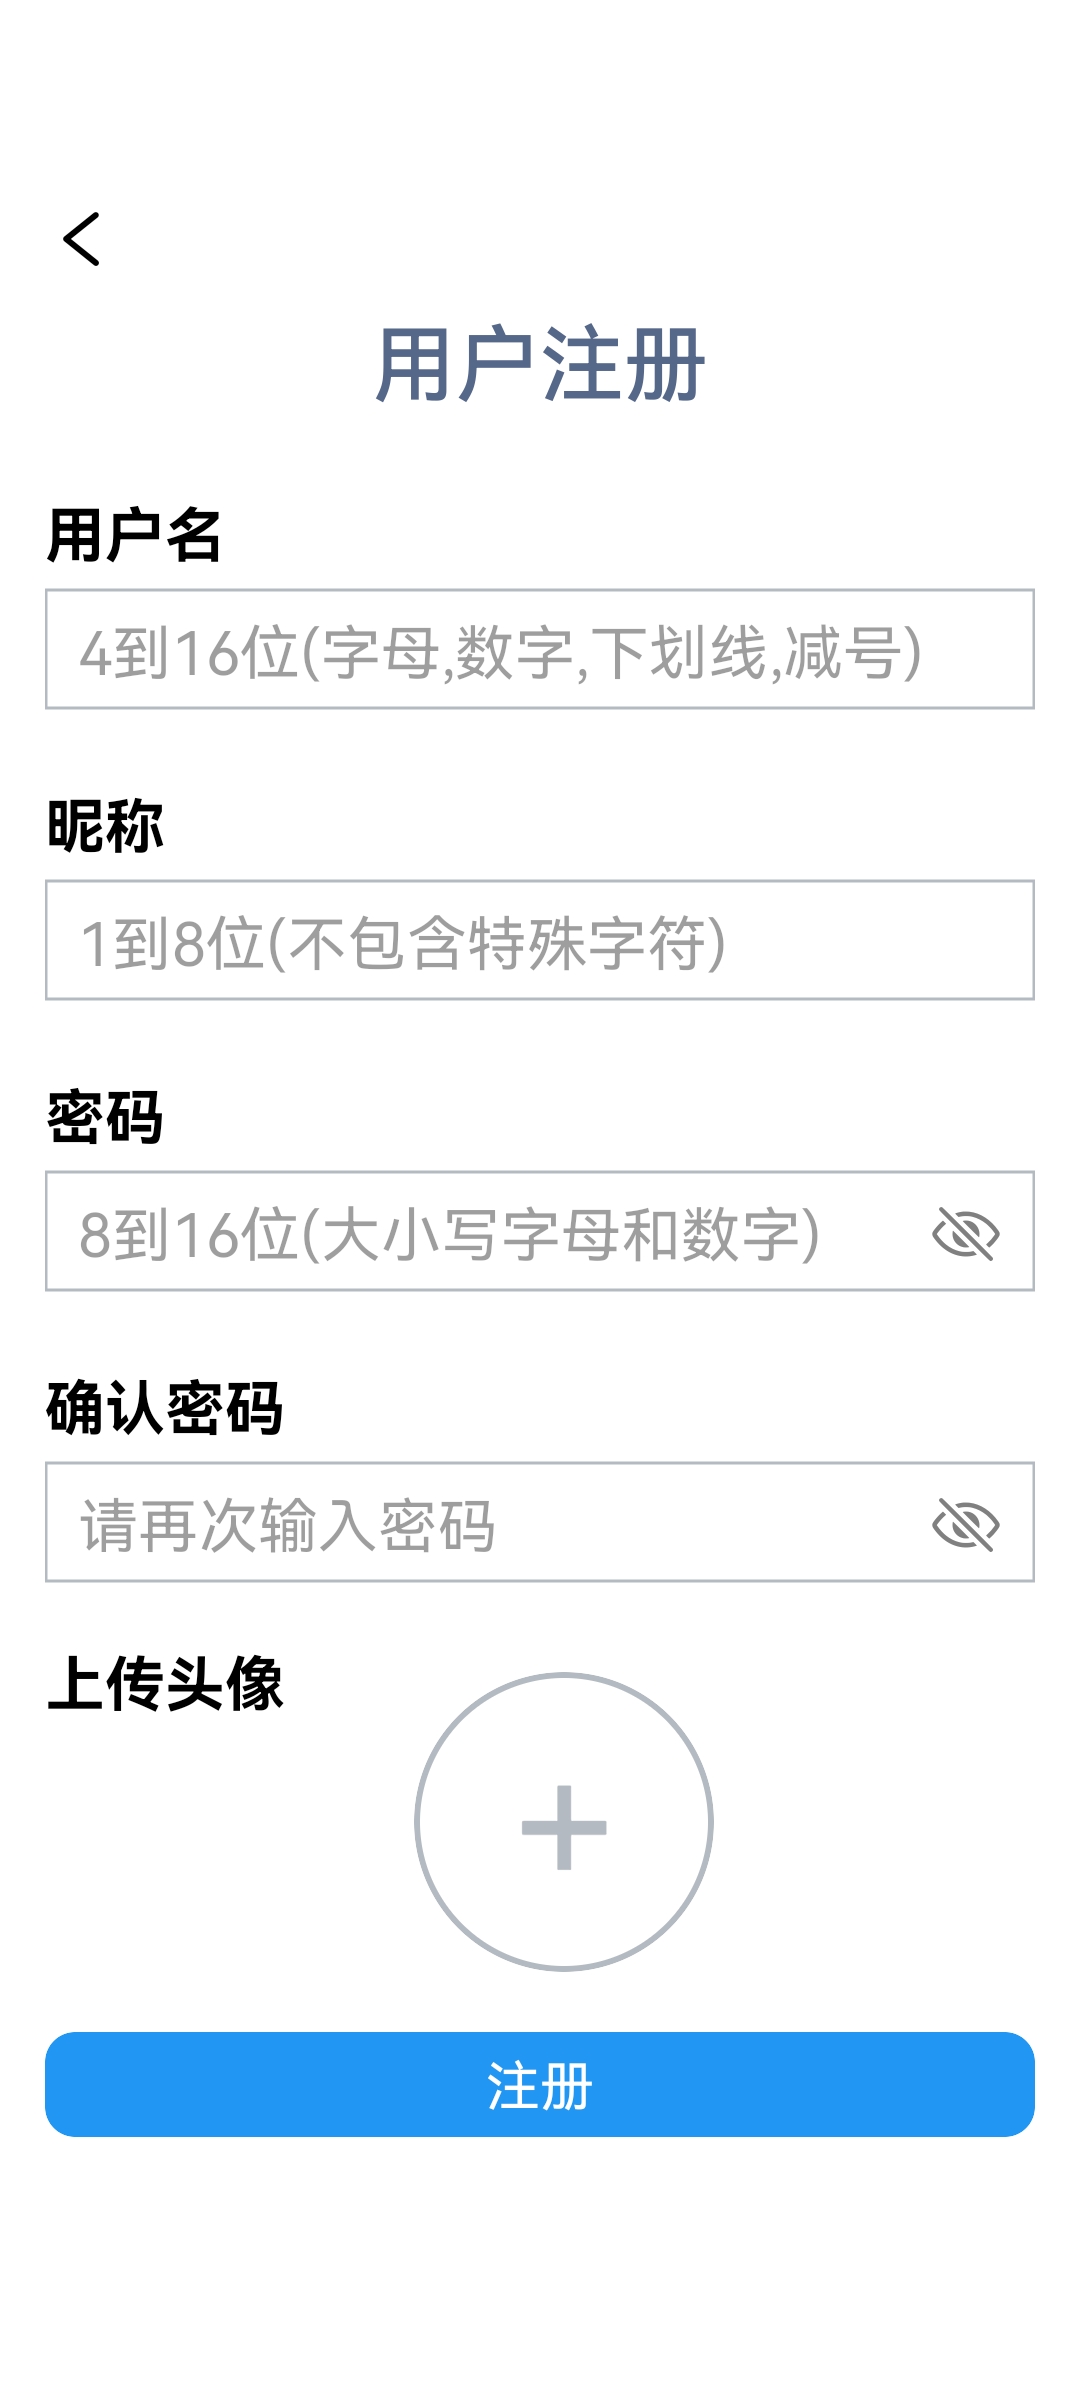 用户注册
用户名
4到16位(字母,数字,下划线,减号)
昵称
1到8位(不包含特殊字符)
密码
8到16位(大小写字母和数字)
确认密码
请再次输入密码
上传头像
注册